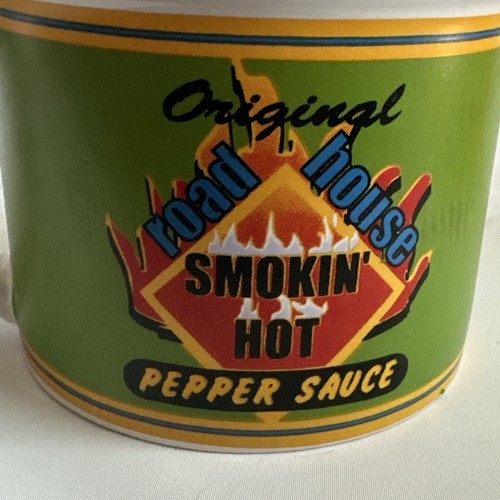 Original
road house
SMOKIN'
HOT
PEPPER SAUCE